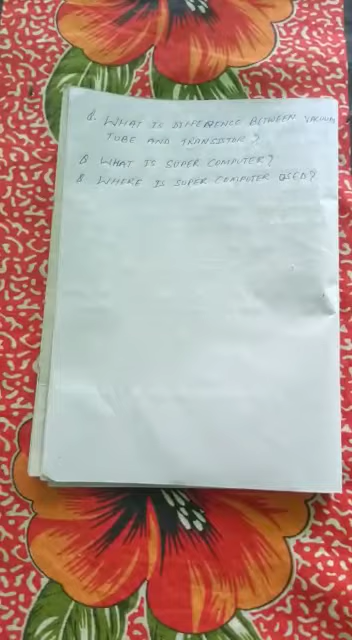 Q. WHAT IS DIFFERENCE BETWEEN VACUUM
TUBE AND TRANSISTOR ?
Q WHAT IS SUPER COMPUTER?
Q WHERE IS SUPER COMPUTER USED?